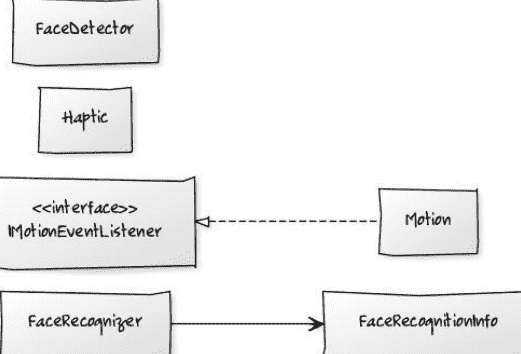 FaceDetector
Haptic
<<interface>>
IMotionEventListener
Motion
FaceRecognizer
FaceRecognitionInfo